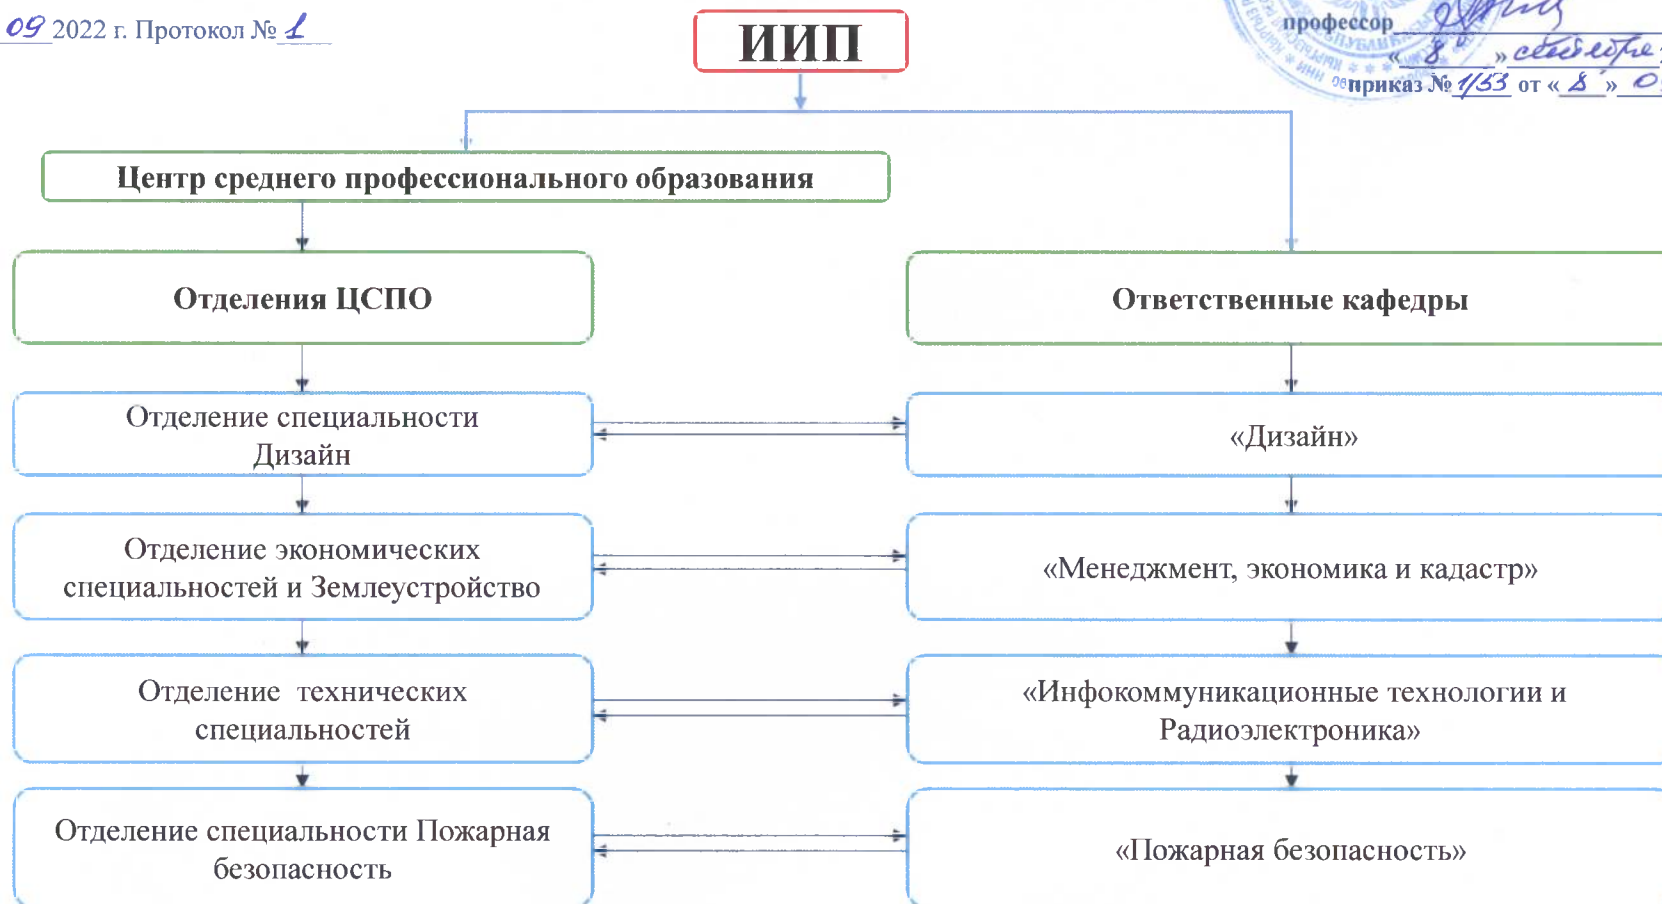 09 2022 г. Протокол № 1
ИИП
профессор
« 8 » сентября
приказ № 1/53 от « 8 »
Центр среднего профессионального образования
Отделения ЦСПО
Ответственные кафедры
Отделение специальности
Дизайн
«Дизайн»
Отделение экономических
специальностей и Землеустройство
«Менеджмент, экономика и кадастр»
Отделение технических
специальностей
«Инфокоммуникационные технологии и
Радиоэлектроника»
Отделение специальности Пожарная
безопасность
«Пожарная безопасность»